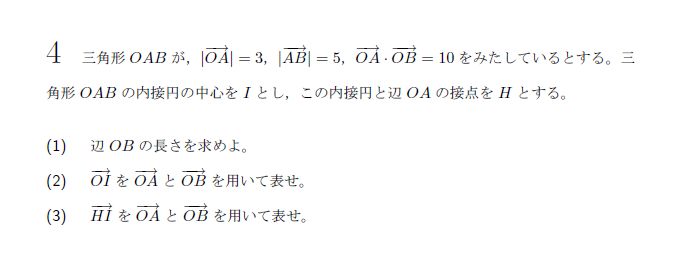 4 三角形 OAB が，|$\overrightarrow{OA}$| = 3，|$\overrightarrow{AB}$| = 5，$\overrightarrow{OA}$・$\overrightarrow{OB}$ = 10 をみたしているとする。三
角形 OAB の内接円の中心を I とし，この内接円と辺 OA の接点を H とする。
(1) 辺 OB の長さを求めよ。
(2) $\overrightarrow{OI}$ を $\overrightarrow{OA}$ と $\overrightarrow{OB}$ を用いて表せ。
(3) $\overrightarrow{HI}$ を $\overrightarrow{OA}$ と $\overrightarrow{OB}$ を用いて表せ。